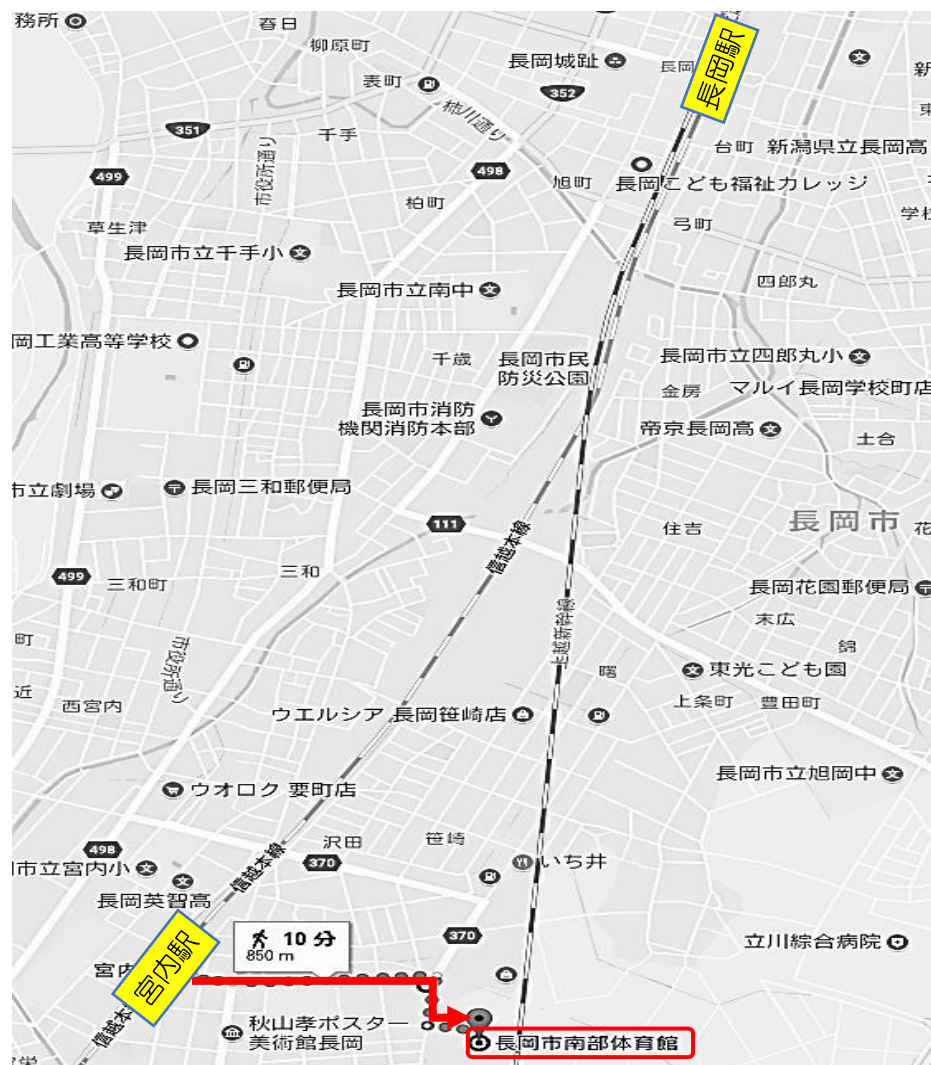 務所
春日
柳原町
長岡城趾
長岡
長岡駅
新
表町
352
柿川通り
351
千手
市役所通り
台町
新潟県立長岡高
499
498
旭町
長岡こども福祉カレッジ
柏町
学校
草生津
弓町
長岡市立千手小
四郎丸
長岡市立南中
岡工業高等学校
千歳
長岡市民
防災公園
長岡市立四郎丸小
金房
マルイ長岡学校町店
長岡市消防
機関消防本部
帝京長岡高
土合
市立劇場
長岡三和郵便局
111
信越本線
住吉
長岡市
花
499
三和町
三和
長岡花園郵便局
末広
上越新幹線
町
市役所通り
錦
曙
東光こども園
近
西宮内
上条町
豊田町
ウエルシア 長岡笹崎店
長岡市立旭岡中
ウオロク 要町店
沢田
笹崎
498
370
信越本線
いち井
市立宮内小
長岡英智高
宮内駅
10 分
850 m
370
立川綜合病院
宮内
信越本
秋山孝ポスター
美術館長岡
長岡市南部体育館